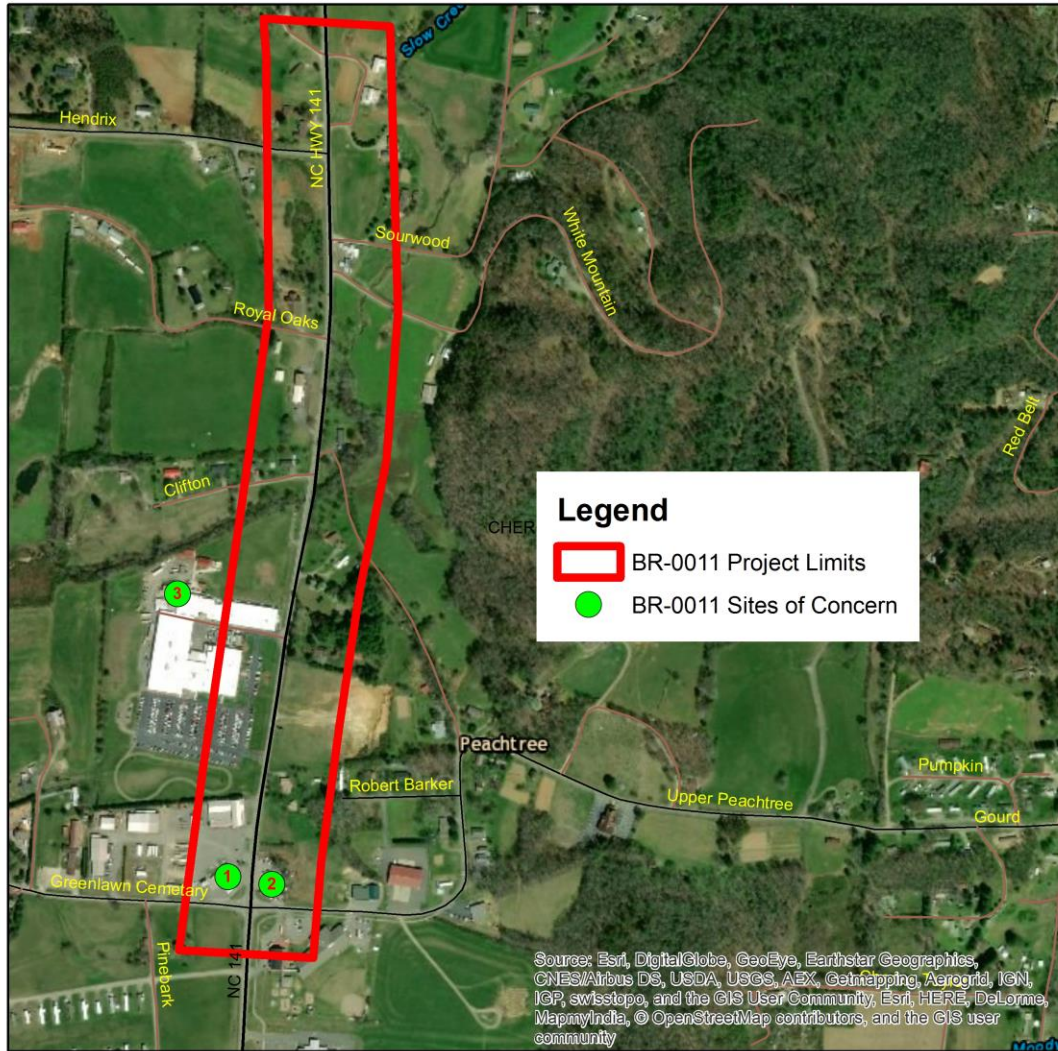 Slow Cree
Hendrix
NC HWY 141
Sourwood
White Mountain
Royal Oaks
Red Belt
Clifton
CHER
Legend
BR-0011 Project Limits
BR-0011 Sites of Concern
3
Peachtree
Pumpkin
Robert Barker
Upper Peachtree
Gourd
1
2
Greenlawn Cemetary
Pinebark
NC 141
Source: Esri, DigitalGlobe, GeoEye, Earthstar Geographics,
CNES/Airbus DS, USDA, USGS, AEX, Getmapping, Aerogrid, IGN,
IGP, swisstopo, and the GIS User Community, Esri, HERE, DeLorme,
MapmyIndia, © OpenStreetMap contributors, and the GIS user
community